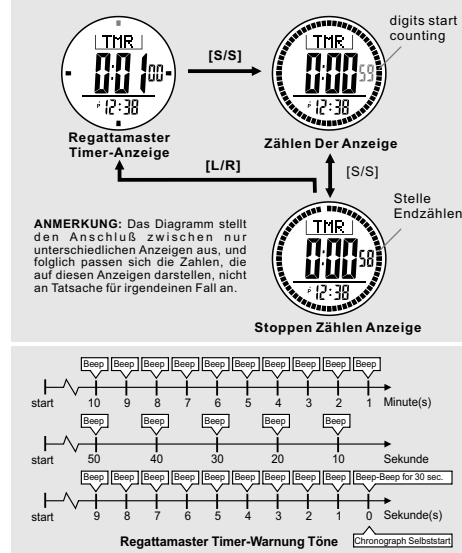 digits start
counting
TMR
0:01 00
P 12:38
[S/S]
TMR
0:00 59
P 12:38
Regattamaster
Timer-Anzeige
Zählen Der Anzeige
[L/R]
[S/S]
Stelle
Endzählen
TMR
0:00 58
P 12:38
ANMERKUNG: Das Diagramm stellt
den Anschluß zwischen nur
unterschiedlichen Anzeigen aus, und
folglich passen sich die Zahlen, die
auf diesen Anzeigen darstellen, nicht
an Tatsache für irgendeinen Fall an.
Stoppen Zählen Anzeige
Beep Beep Beep Beep Beep Beep Beep Beep Beep Beep
start 10 9 8 7 6 5 4 3 2 1 Minute(s)
Beep Beep Beep Beep Beep
start 50 40 30 20 10 Sekunde
Beep Beep Beep Beep Beep Beep Beep Beep Beep Beep-Beep for 30 sec.
start 9 8 7 6 5 4 3 2 1 0 Sekunde(s)
Regattamaster Timer-Warnung Töne Chronograph Selbststart